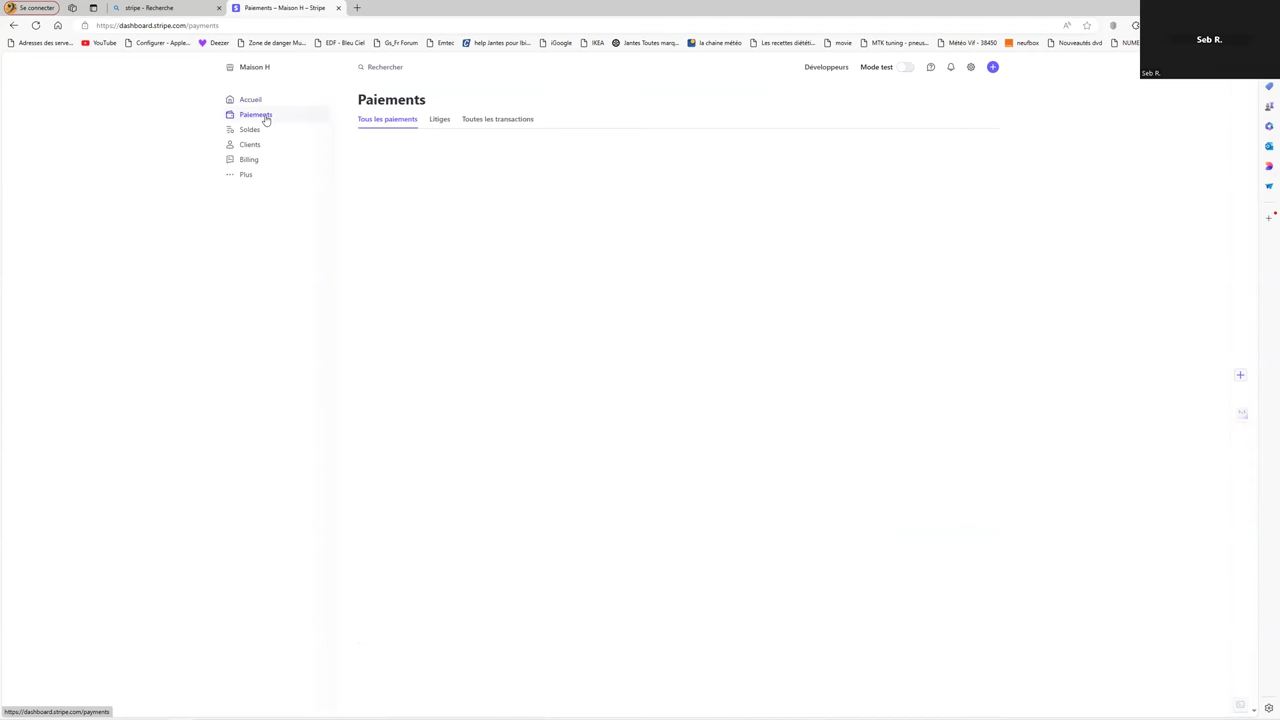 Se connecter
stripe - Recherche
Paiements – Maison H – Stripe
https://dashboard.stripe.com/payments
Adresses des serve...
YouTube
Configurer - Apple...
Deezer
Zone de danger Mu...
EDF - Bleu Ciel
Gs_Fr Forum
Emtec
help Jantes pour Ibi...
iGoogle
IKEA
Jantes Toutes marq...
la chaine météo
Les recettes diététi...
movie
MTK tuning - pneus...
Météo Vif - 38450
neufbox
Nouveautés dvd
NUME
Seb R.
Seb R.
Maison H
Rechercher
Développeurs
Mode test
Accueil
Paiements
Soldes
Clients
Billing
Plus
Paiements
Tous les paiements
Litiges
Toutes les transactions
https://dashboard.stripe.com/payments